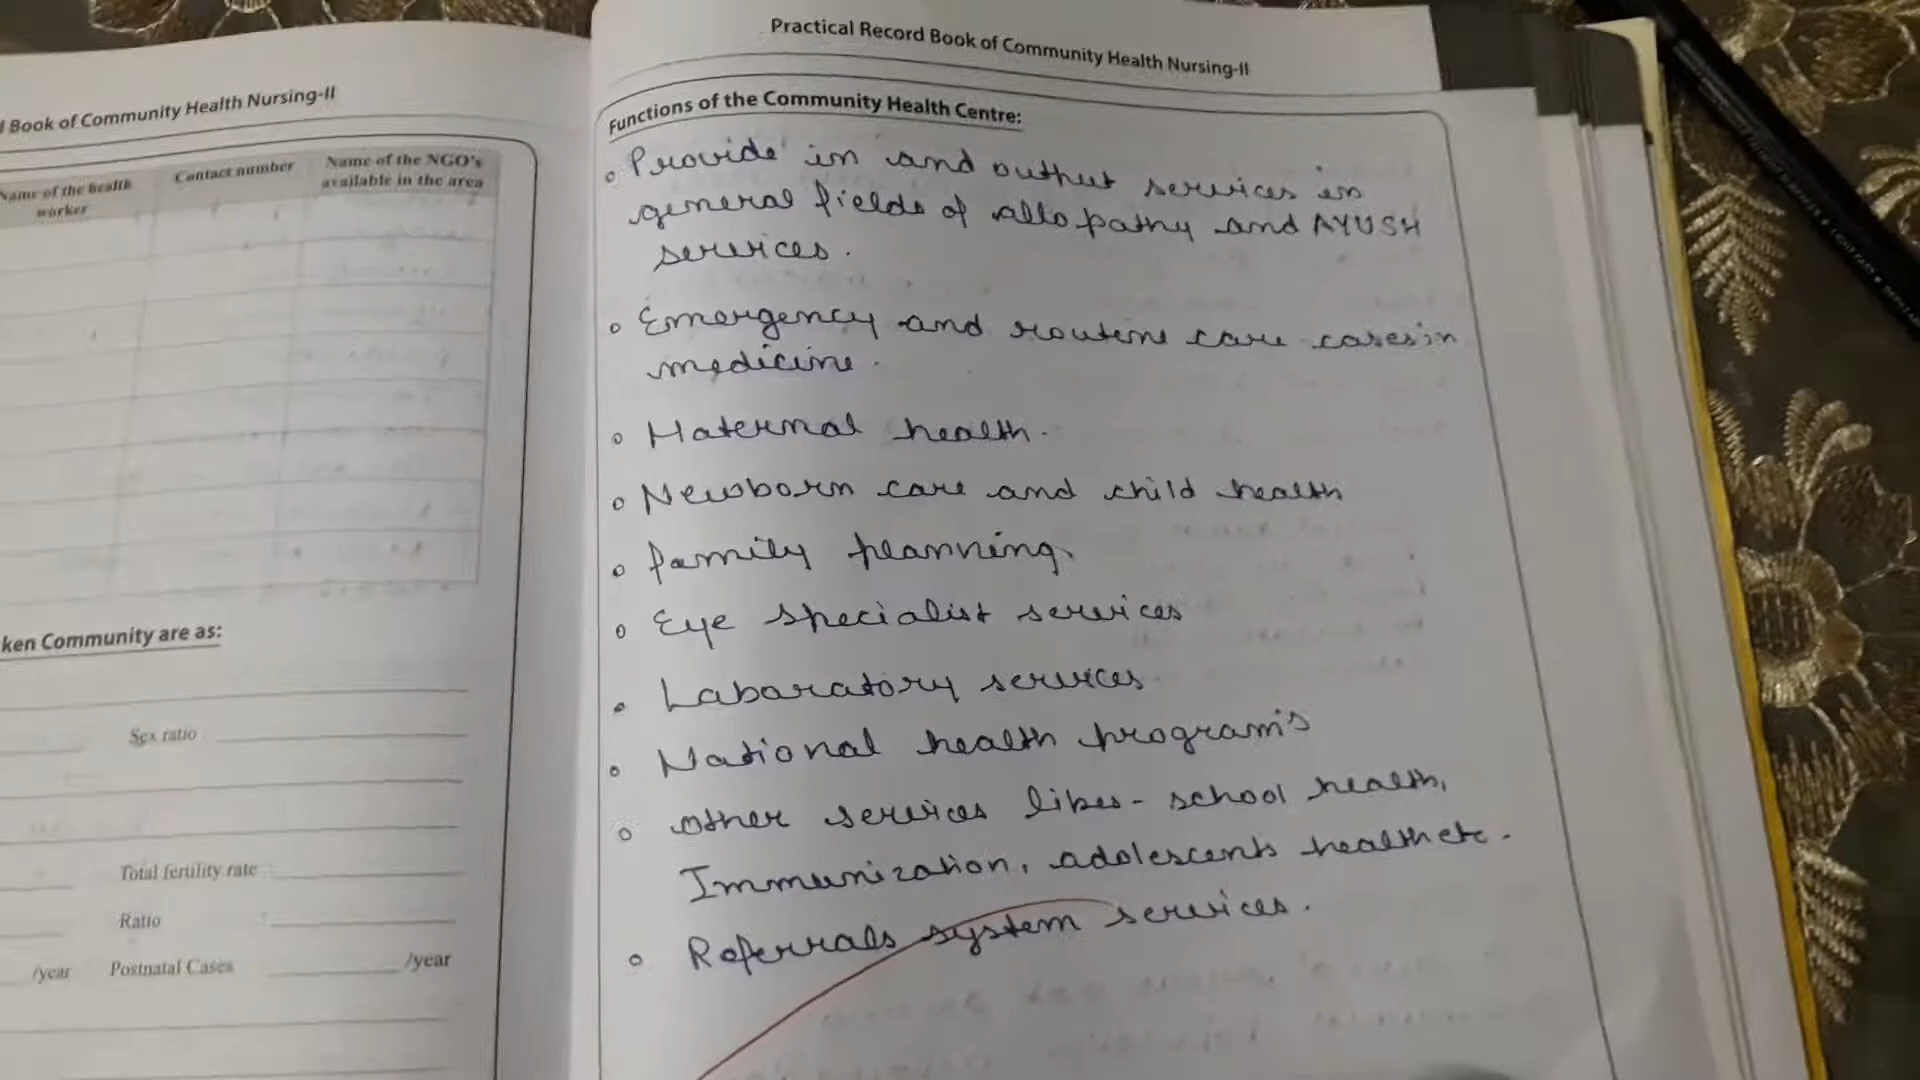 l Book of Community Health Nursing-II
Name of the health worker
Contact number
Name of the NGO's available in the area
ken Community are as:
Sex ratio
Total fertility rate
Ratio
/year Postnatal Cases /year
Practical Record Book of Community Health Nursing-II
Functions of the Community Health Centre:
Provide in and output services in
general fields of allopathy and AYUSH
services.
Emergency and routine care cases in
medicine.
Maternal health.
Newborn care and child health
family planning.
Eye specialist services
Labaratory services
National health program's
other services likes - school health,
Immunization, adolescents health etc.
Referrals system services.